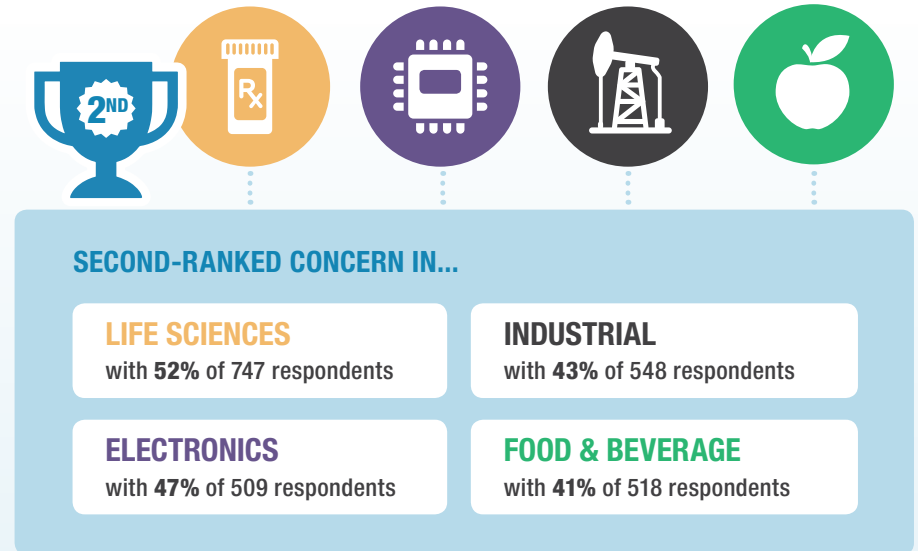 2ND
Rx
SECOND-RANKED CONCERN IN...
LIFE SCIENCES
with 52% of 747 respondents
INDUSTRIAL
with 43% of 548 respondents
ELECTRONICS
with 47% of 509 respondents
FOOD & BEVERAGE
with 41% of 518 respondents